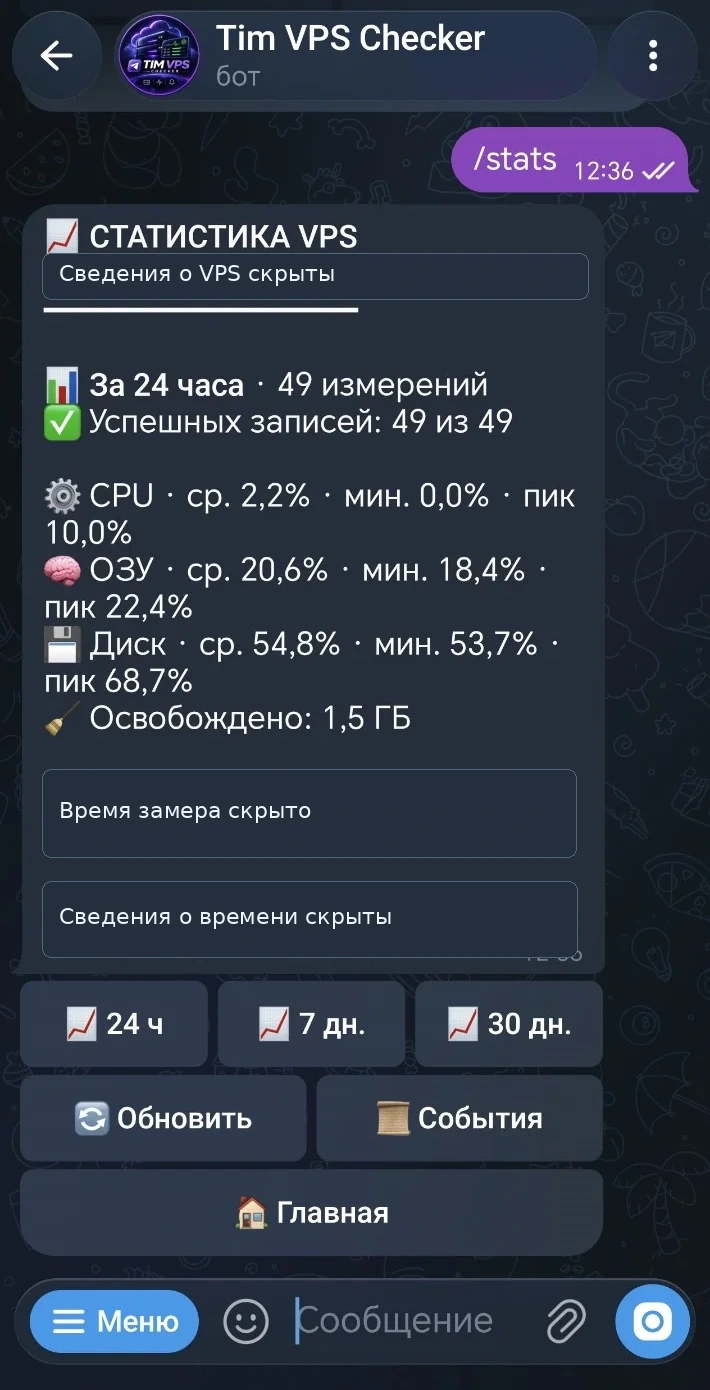 Tim VPS Checker
бот
TIM VPS
CHECKER
/stats 12:36
📈 СТАТИСТИКА VPS
Сведения о VPS скрыты
📊 За 24 часа · 49 измерений
✅ Успешных записей: 49 из 49
⚙️ CPU · ср. 2,2% · мин. 0,0% · пик
10,0%
🧠 ОЗУ · ср. 20,6% · мин. 18,4% ·
пик 22,4%
💾 Диск · ср. 54,8% · мин. 53,7% ·
пик 68,7%
🧹 Освобождено: 1,5 ГБ
Время замера скрыто
Сведения о времени скрыты
📈 24 ч 📈 7 дн. 📈 30 дн.
🔄 Обновить 📜 События
🏠 Главная
Меню Сообщение